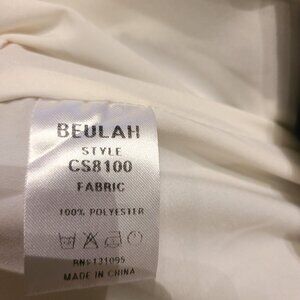 BEULAH
STYLE
CS8100
FABRIC
100% POLYESTER
RN#131095
MADE IN CHINA